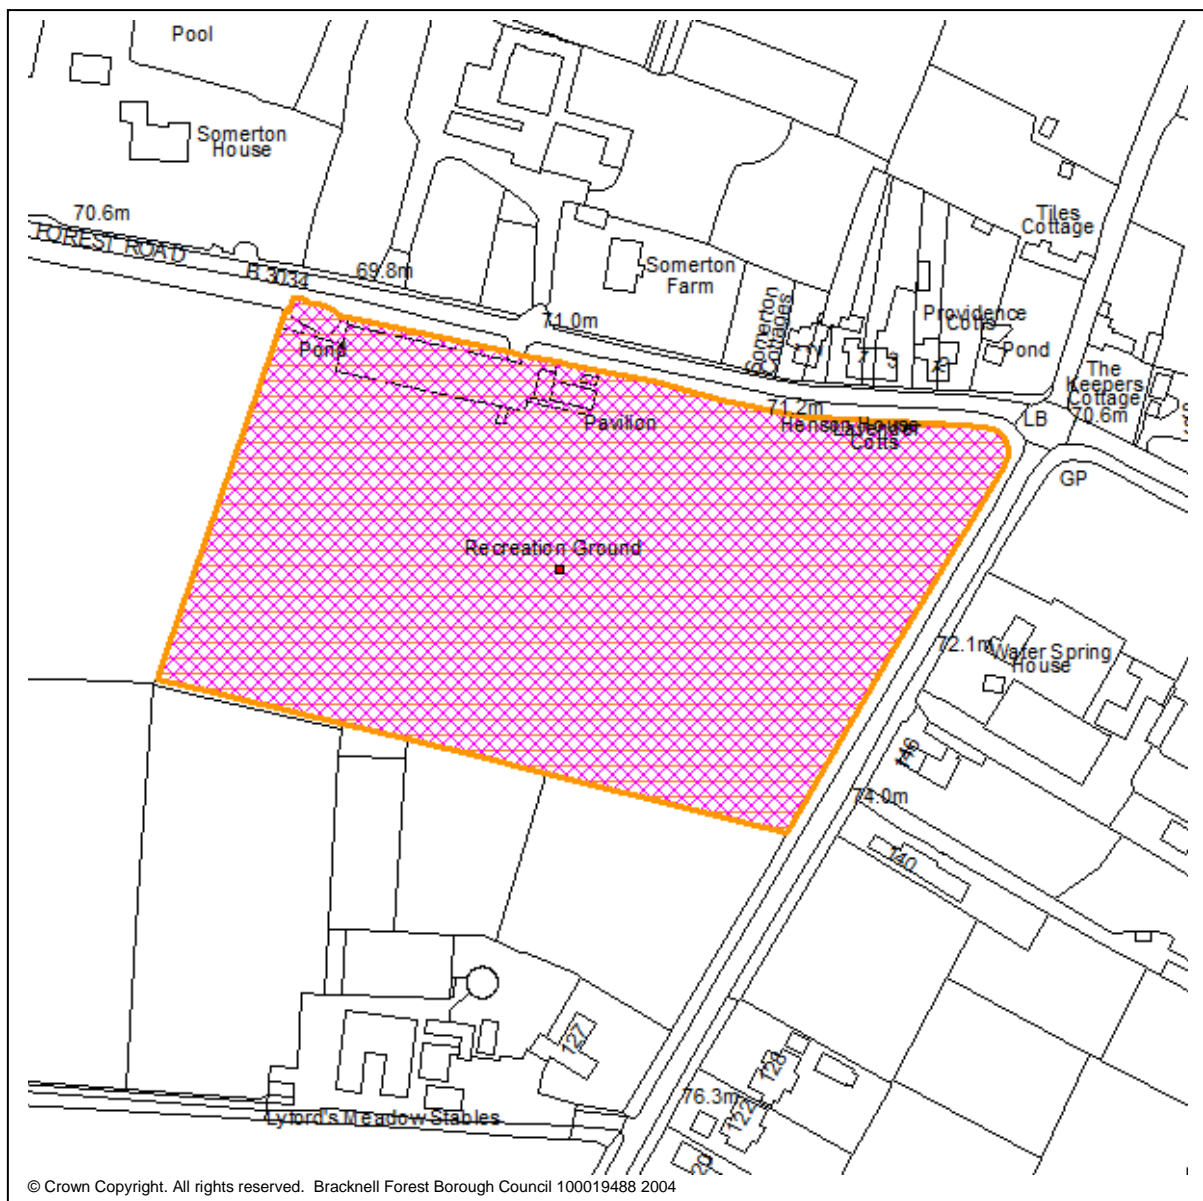 Pool
Somerton
House
70.6m
FOREST ROAD
B 3034
69.8m
71.0m
Somerton
Farm
Somerton
Cottages
Tiles
Cottage
Providence
Cotts
Pond
The
Keepers
Cottage
70.6m
LB
GP
Pond
Pavilion
71.2m
Henson House
Lavender
Cotts
Recreation Ground
72.1m
Water Spring
House
146
74.0m
140
127
128
76.3m
122
Lyford's Meadow Stables
© Crown Copyright. All rights reserved. Bracknell Forest Borough Council 100019488 2004